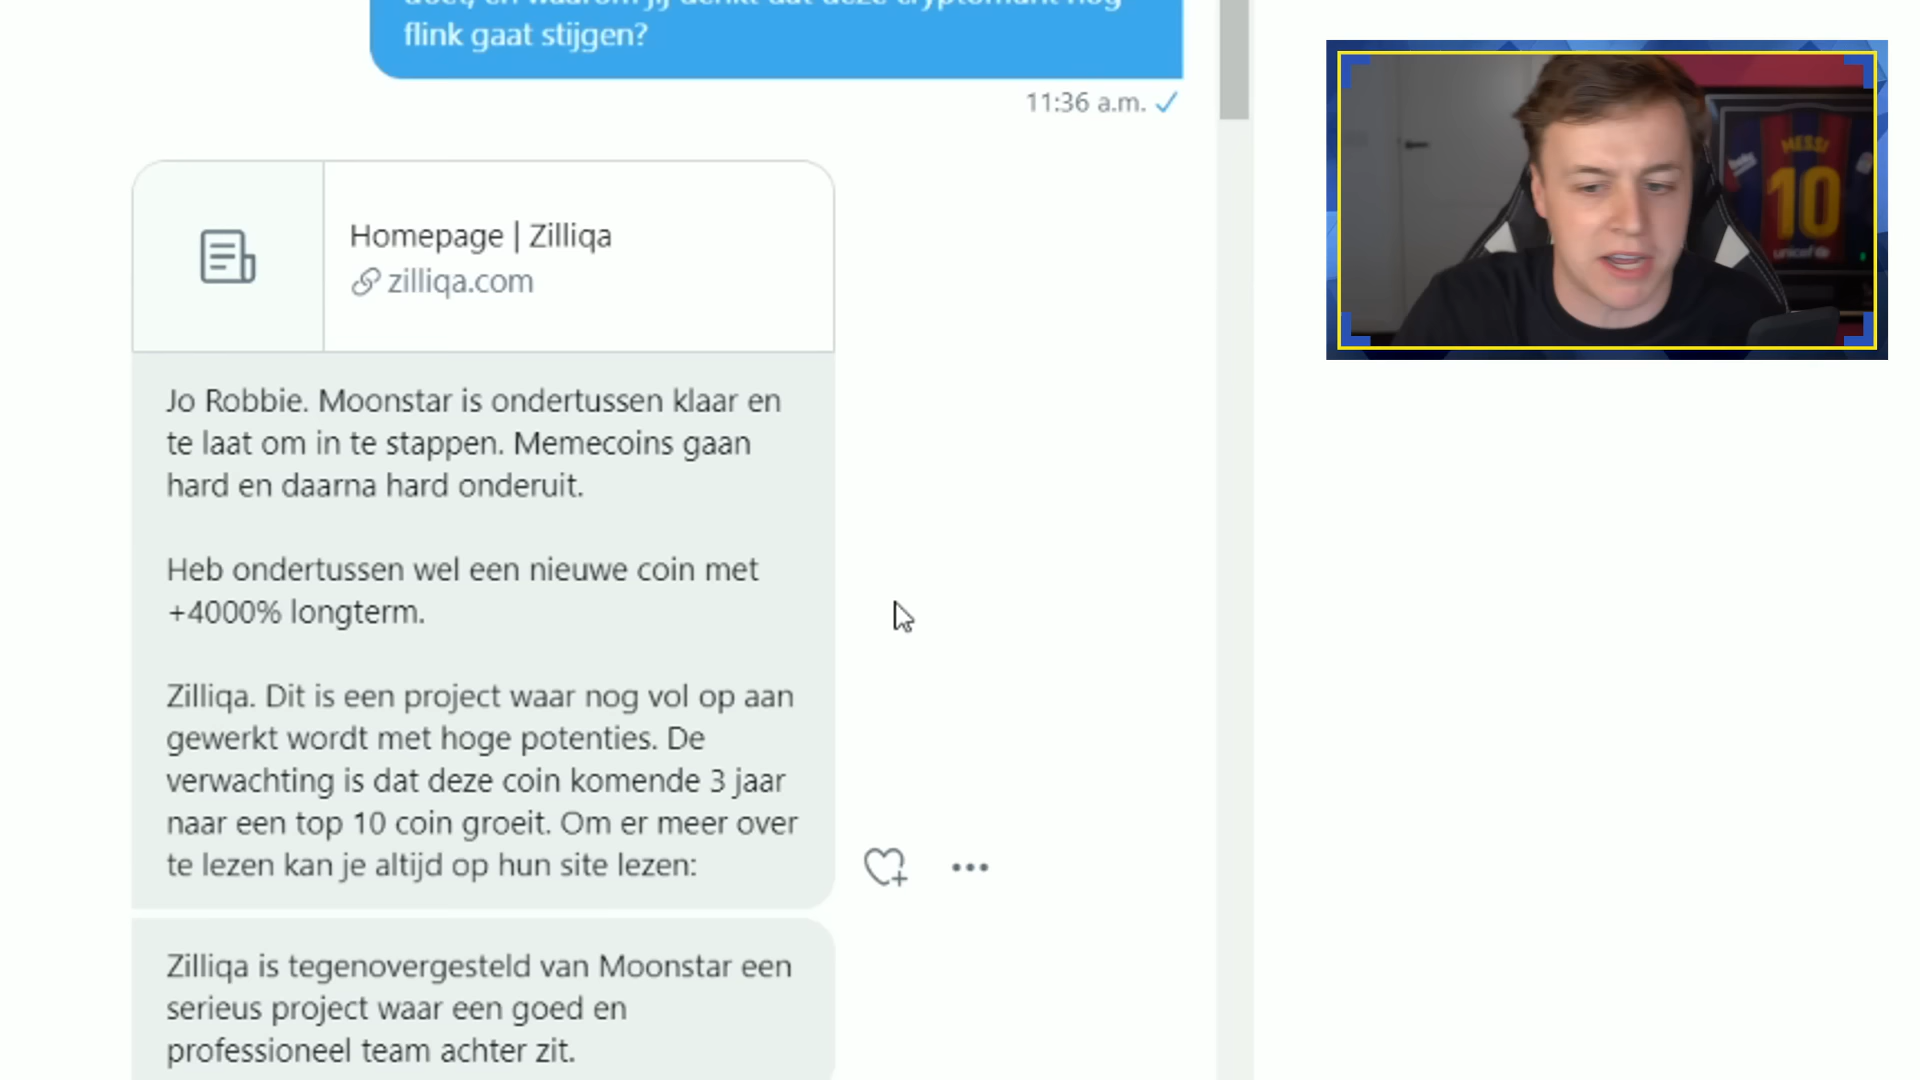 flink gaat stijgen?
11:36 a.m.
Homepage | Zilliqa
zilliqa.com
Jo Robbie. Moonstar is ondertussen klaar en
te laat om in te stappen. Memecoins gaan
hard en daarna hard onderuit.
Heb ondertussen wel een nieuwe coin met
+4000% longterm.
Zilliqa. Dit is een project waar nog vol op aan
gewerkt wordt met hoge potenties. De
verwachting is dat deze coin komende 3 jaar
naar een top 10 coin groeit. Om er meer over
te lezen kan je altijd op hun site lezen:
Zilliqa is tegenovergesteld van Moonstar een
serieus project waar een goed en
professioneel team achter zit.
MESSI
10
unicef